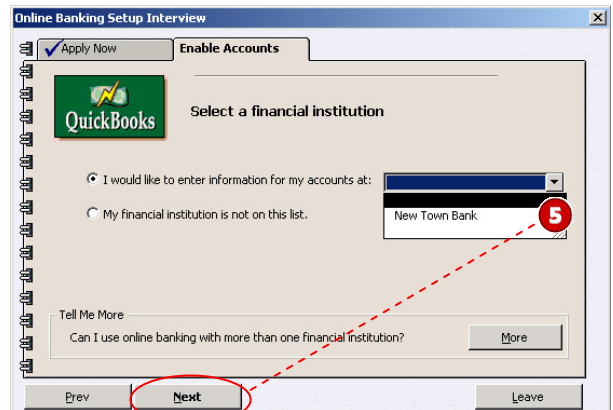 Online Banking Setup Interview
Apply Now
Enable Accounts
QuickBooks
Select a financial institution
I would like to enter information for my accounts at:
My financial institution is not on this list.
New Town Bank
5
Tell Me More
Can I use online banking with more than one financial institution?
More
Prev
Next
Leave